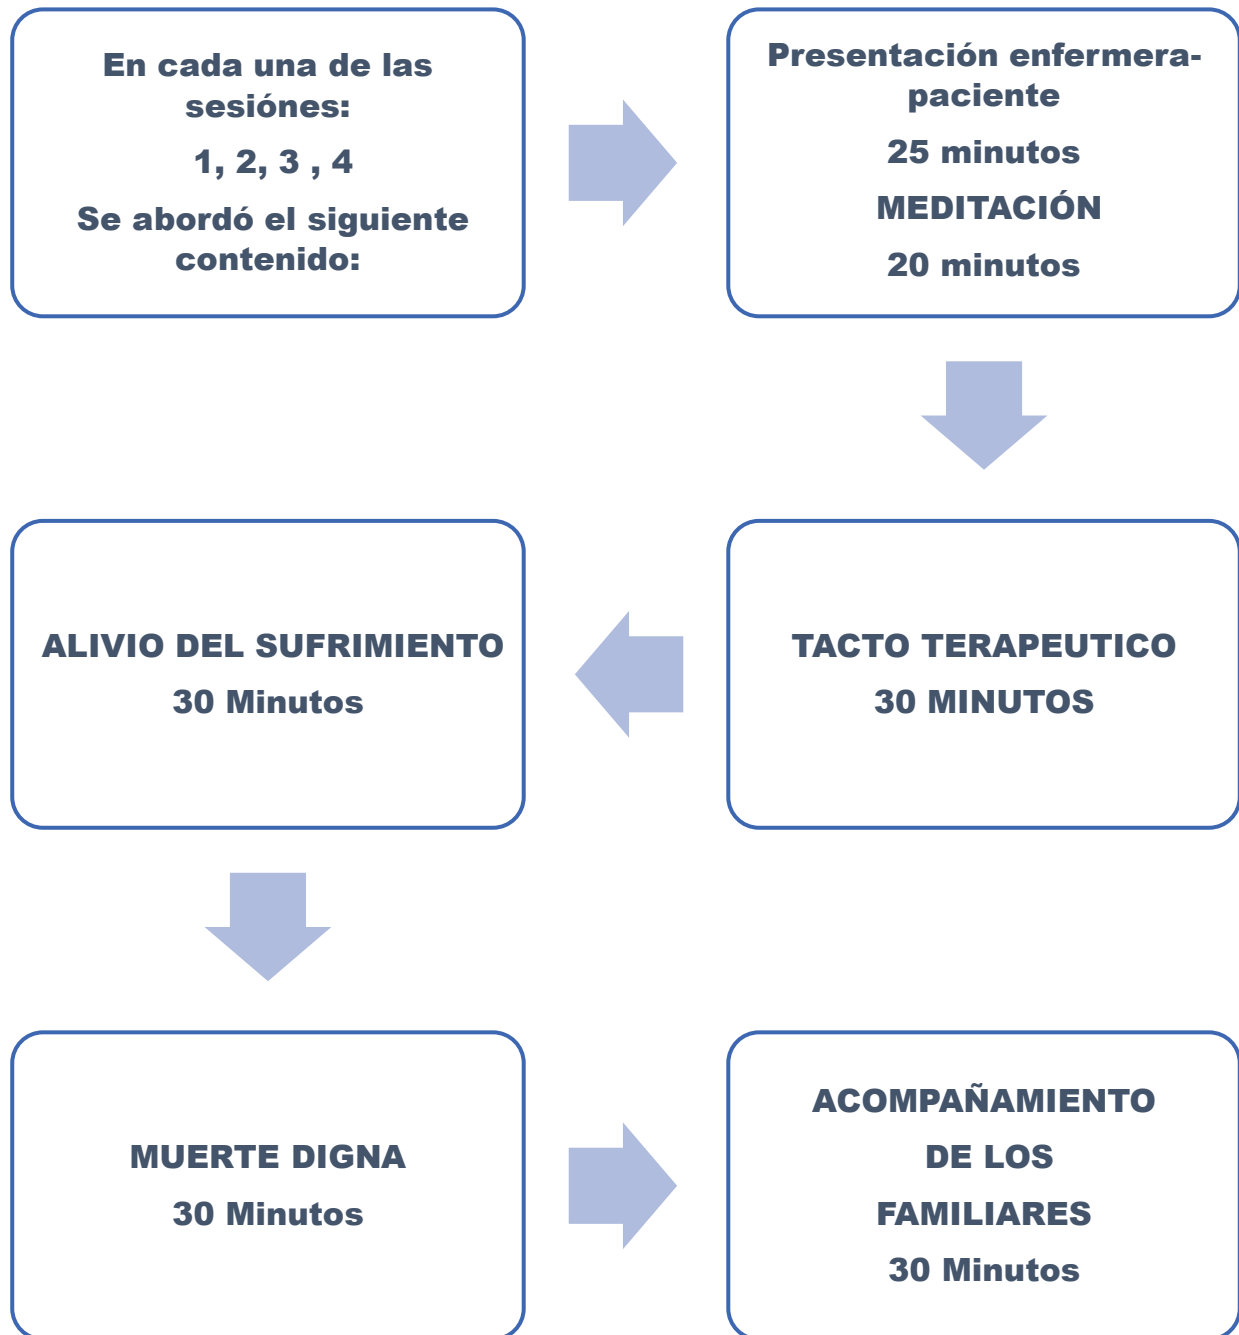 En cada una de las
sesiónes:
1, 2, 3 , 4
Se abordó el siguiente
contenido:
Presentación enfermera-
paciente
25 minutos
MEDITACIÓN
20 minutos
TACTO TERAPEUTICO
30 MINUTOS
ALIVIO DEL SUFRIMIENTO
30 Minutos
MUERTE DIGNA
30 Minutos
ACOMPAÑAMIENTO
DE LOS
FAMILIARES
30 Minutos